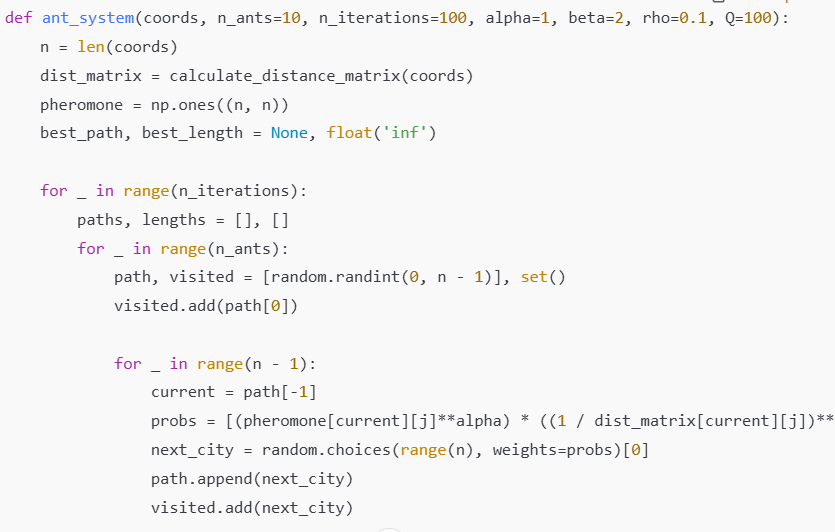 def ant_system(coords, n_ants=10, n_iterations=100, alpha=1, beta=2, rho=0.1, Q=100):
    n = len(coords)
    dist_matrix = calculate_distance_matrix(coords)
    pheromone = np.ones((n, n))
    best_path, best_length = None, float('inf')

    for _ in range(n_iterations):
        paths, lengths = [], []
        for _ in range(n_ants):
            path, visited = [random.randint(0, n - 1)], set()
            visited.add(path[0])

            for _ in range(n - 1):
                current = path[-1]
                probs = [(pheromone[current][j]**alpha) * ((1 / dist_matrix[current][j])**
                next_city = random.choices(range(n), weights=probs)[0]
                path.append(next_city)
                visited.add(next_city)